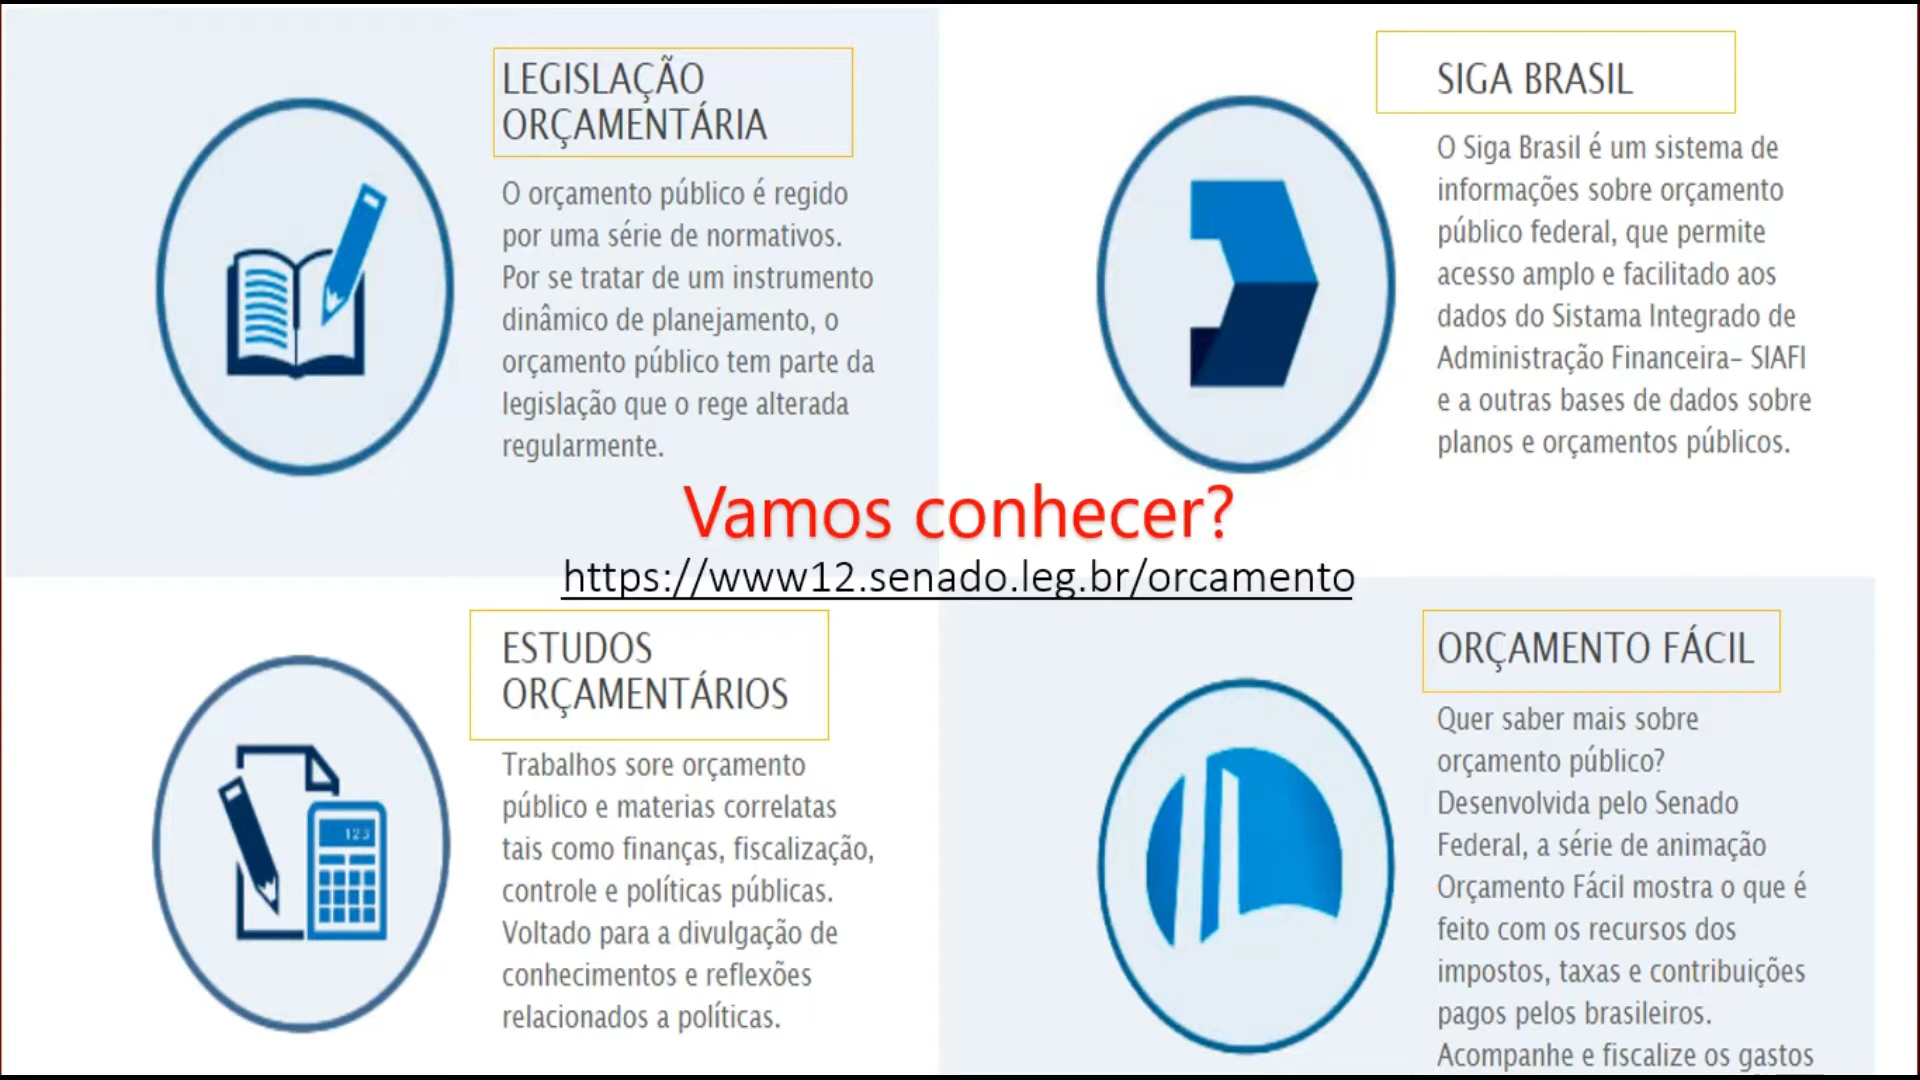 LEGISLAÇÃO
ORÇAMENTÁRIA
O orçamento público é regido
por uma série de normativos.
Por se tratar de um instrumento
dinâmico de planejamento, o
orçamento público tem parte da
legislação que o rege alterada
regularmente.
SIGA BRASIL
O Siga Brasil é um sistema de
informações sobre orçamento
público federal, que permite
acesso amplo e facilitado aos
dados do Sistama Integrado de
Administração Financeira– SIAFI
e a outras bases de dados sobre
planos e orçamentos públicos.
Vamos conhecer?
https://www12.senado.leg.br/orcamento
ESTUDOS
ORÇAMENTÁRIOS
Trabalhos sore orçamento
público e materias correlatas
tais como finanças, fiscalização,
controle e políticas públicas.
Voltado para a divulgação de
conhecimentos e reflexões
relacionados a políticas.
123
ORÇAMENTO FÁCIL
Quer saber mais sobre
orçamento público?
Desenvolvida pelo Senado
Federal, a série de animação
Orçamento Fácil mostra o que é
feito com os recursos dos
impostos, taxas e contribuições
pagos pelos brasileiros.
Acompanhe e fiscalize os gastos